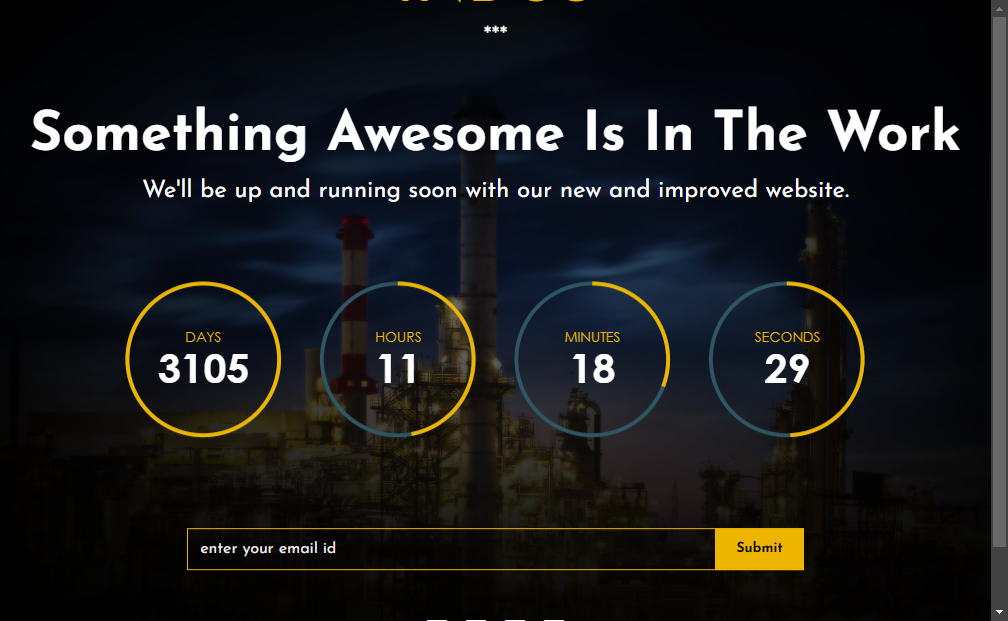 ***
Something Awesome Is In The Work
We'll be up and running soon with our new and improved website.
DAYS
3105
HOURS
11
MINUTES
18
SECONDS
29
enter your email id
Submit